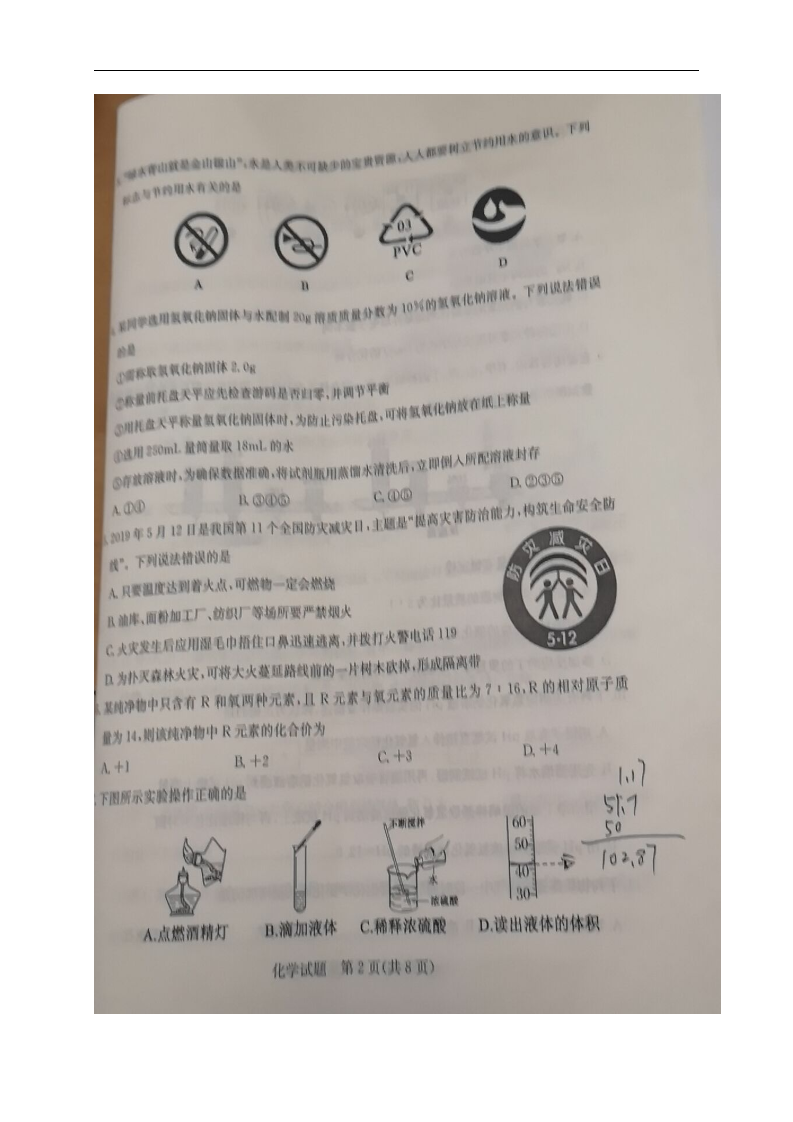 "绿水青山就是金山银山",水是人类不可缺少的宝贵资源,人人都要树立节约用水的意识。下列
标志与节约用水有关的是
03
PVC
A
B
C
D
某同学选用氢氧化钠固体与水配制 20g 溶质质量分数为 10%的氢氧化钠溶液。下列说法错误
的是
①需称取氢氧化钠固体 2.0g
②称量前托盘天平应先检查游码是否归零,并调节平衡
③用托盘天平称量氢氧化钠固体时,为防止污染托盘,可将氢氧化钠放在纸上称量
④选用 250mL 量筒量取 18mL 的水
⑤存放溶液时,为确保数据准确,将试剂瓶用蒸馏水清洗后,立即倒入所配溶液封存
A.①④
B.③④⑤
C.④⑤
D.②③⑤
2019 年 5 月 12 日是我国第 11 个全国防灾减灾日,主题是"提高灾害防治能力,构筑生命安全防
线"。下列说法错误的是
A.只要温度达到着火点,可燃物一定会燃烧
B.油库、面粉加工厂、纺织厂等场所要严禁烟火
C.火灾发生后应用湿毛巾捂住口鼻迅速逃离,并拨打火警电话 119
D.为扑灭森林火灾,可将大火蔓延路线前的一片树木砍掉,形成隔离带
防灾减灾日
5·12
某纯净物中只含有 R 和氧两种元素,且 R 元素与氧元素的质量比为 7∶16,R 的相对原子质
量为 14,则该纯净物中 R 元素的化合价为
A.+1
B.+2
C.+3
D.+4
下图所示实验操作正确的是
1.17
51.7
50
102.87
不断搅拌
水
浓硫酸
60
50
40
30
A.点燃酒精灯
B.滴加液体
C.稀释浓硫酸
D.读出液体的体积
化学试题 第 2 页(共 8 页)